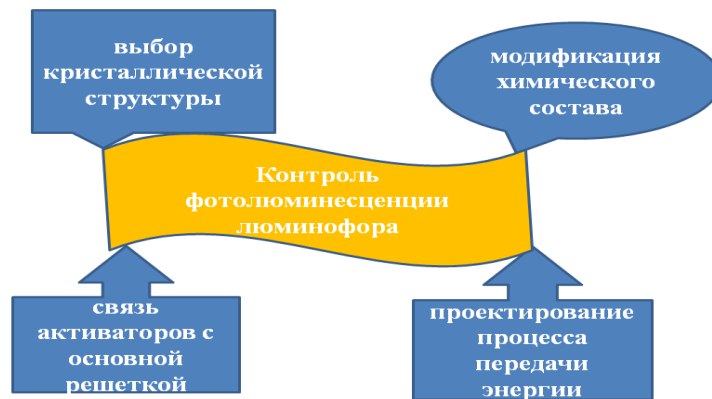 выбор
кристаллической
структуры
модификация
химического
состава
Контроль
фотолюминесценции
люминофора
связь
активаторов с
основной
решеткой
проектирование
процесса
передачи
энергии